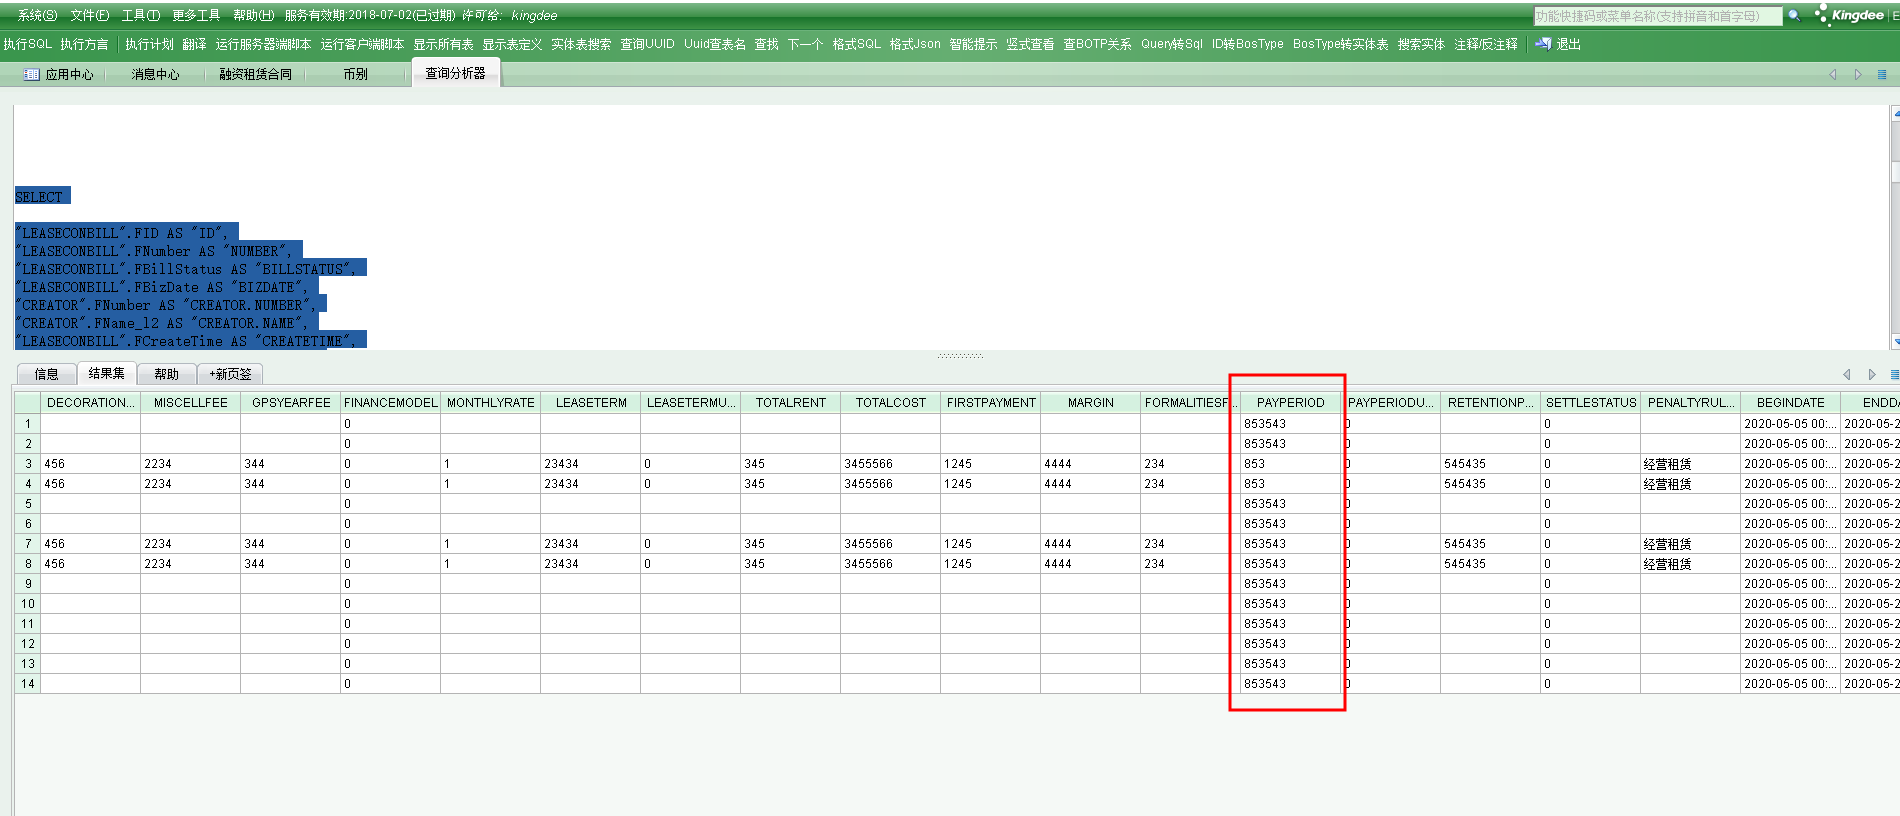 系统(S) 文件(F) 工具(T) 更多工具 帮助(H) 服务有效期:2018-07-02(已过期) 许可给: kingdee 功能快捷码或菜单名称(支持拼音和首字母) Kingdee E
执行SQL 执行方言 执行计划 翻译 运行服务器端脚本 运行客户端脚本 显示所有表 显示表定义 实体表搜索 查询UUID Uuid查表名 查找 下一个 格式SQL 格式Json 智能提示 竖式查看 查BOTP关系 Query转Sql ID转BosType BosType转实体表 搜索实体 注释/反注释 退出
应用中心 消息中心 融资租赁合同 币别 查询分析器
SELECT
"LEASECONBILL".FID AS "ID",
"LEASECONBILL".FNumber AS "NUMBER",
"LEASECONBILL".FBillStatus AS "BILLSTATUS",
"LEASECONBILL".FBizDate AS "BIZDATE",
"CREATOR".FNumber AS "CREATOR.NUMBER",
"CREATOR".FName_l2 AS "CREATOR.NAME",
"LEASECONBILL".FCreateTime AS "CREATETIME",
信息 结果集 帮助 +新页签
DECORATION... MISCELLFEE GPSYEARFEE FINANCEMODEL MONTHLYRATE LEASETERM LEASETERMU... TOTALRENT TOTALCOST FIRSTPAYMENT MARGIN FORMALITIESF... PAYPERIOD PAYPERIODU... RETENTIONP... SETTLESTATUS PENALTYRUL... BEGINDATE ENDDA
1 0 853543 0 0 2020-05-05 00:... 2020-05-2
2 0 853543 0 0 2020-05-05 00:... 2020-05-2
3 456 2234 344 0 1 23434 0 345 3455566 1245 4444 234 853 0 545435 0 经营租赁 2020-05-05 00:... 2020-05-2
4 456 2234 344 0 1 23434 0 345 3455566 1245 4444 234 853 0 545435 0 经营租赁 2020-05-05 00:... 2020-05-2
5 0 853543 0 0 2020-05-05 00:... 2020-05-2
6 0 853543 0 0 2020-05-05 00:... 2020-05-2
7 456 2234 344 0 1 23434 0 345 3455566 1245 4444 234 853543 0 545435 0 经营租赁 2020-05-05 00:... 2020-05-2
8 456 2234 344 0 1 23434 0 345 3455566 1245 4444 234 853543 0 545435 0 经营租赁 2020-05-05 00:... 2020-05-2
9 0 853543 0 0 2020-05-05 00:... 2020-05-2
10 0 853543 0 0 2020-05-05 00:... 2020-05-2
11 0 853543 0 0 2020-05-05 00:... 2020-05-2
12 0 853543 0 0 2020-05-05 00:... 2020-05-2
13 0 853543 0 0 2020-05-05 00:... 2020-05-2
14 0 853543 0 0 2020-05-05 00:... 2020-05-2